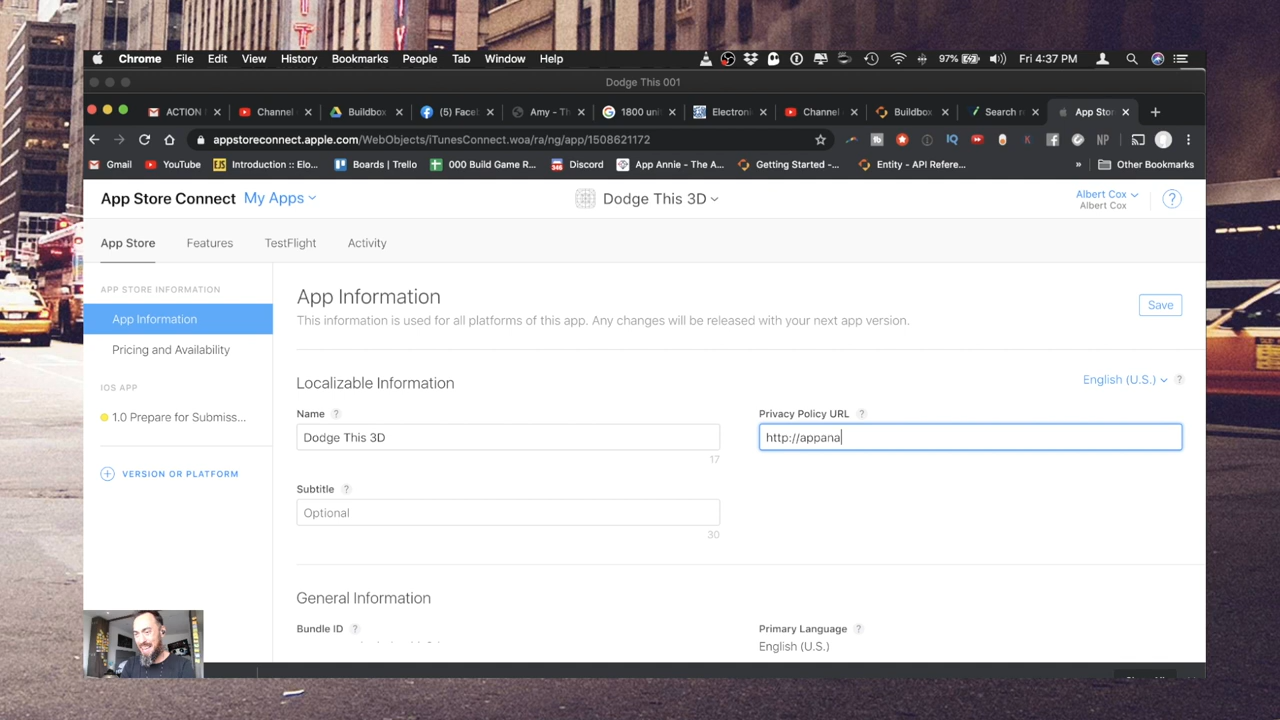 Chrome File Edit View History Bookmarks People Tab Window Help 97% Fri 4:37 PM
Dodge This 001
ACTION Channel Buildbox (5) Face Amy - Th 1800 uni Electronic Channel Buildbox Search r App Stor
appstoreconnect.apple.com/WebObjects/iTunesConnect.woa/ra/ng/app/1508621172
Gmail YouTube Introduction :: Elo... Boards | Trello 000 Build Game R... Discord App Annie - The A... Getting Started -... Entity - API Refere... » Other Bookmarks
App Store Connect My Apps Dodge This 3D Albert Cox ?
Albert Cox
App Store Features TestFlight Activity
APP STORE INFORMATION
App Information
Pricing and Availability
IOS APP
1.0 Prepare for Submiss...
VERSION OR PLATFORM
App Information Save
This information is used for all platforms of this app. Any changes will be released with your next app version.
Localizable Information English (U.S.) ?
Name ? Privacy Policy URL ?
Dodge This 3D http://appana
17
Subtitle ?
Optional
30
General Information
Bundle ID ? Primary Language ?
English (U.S.)